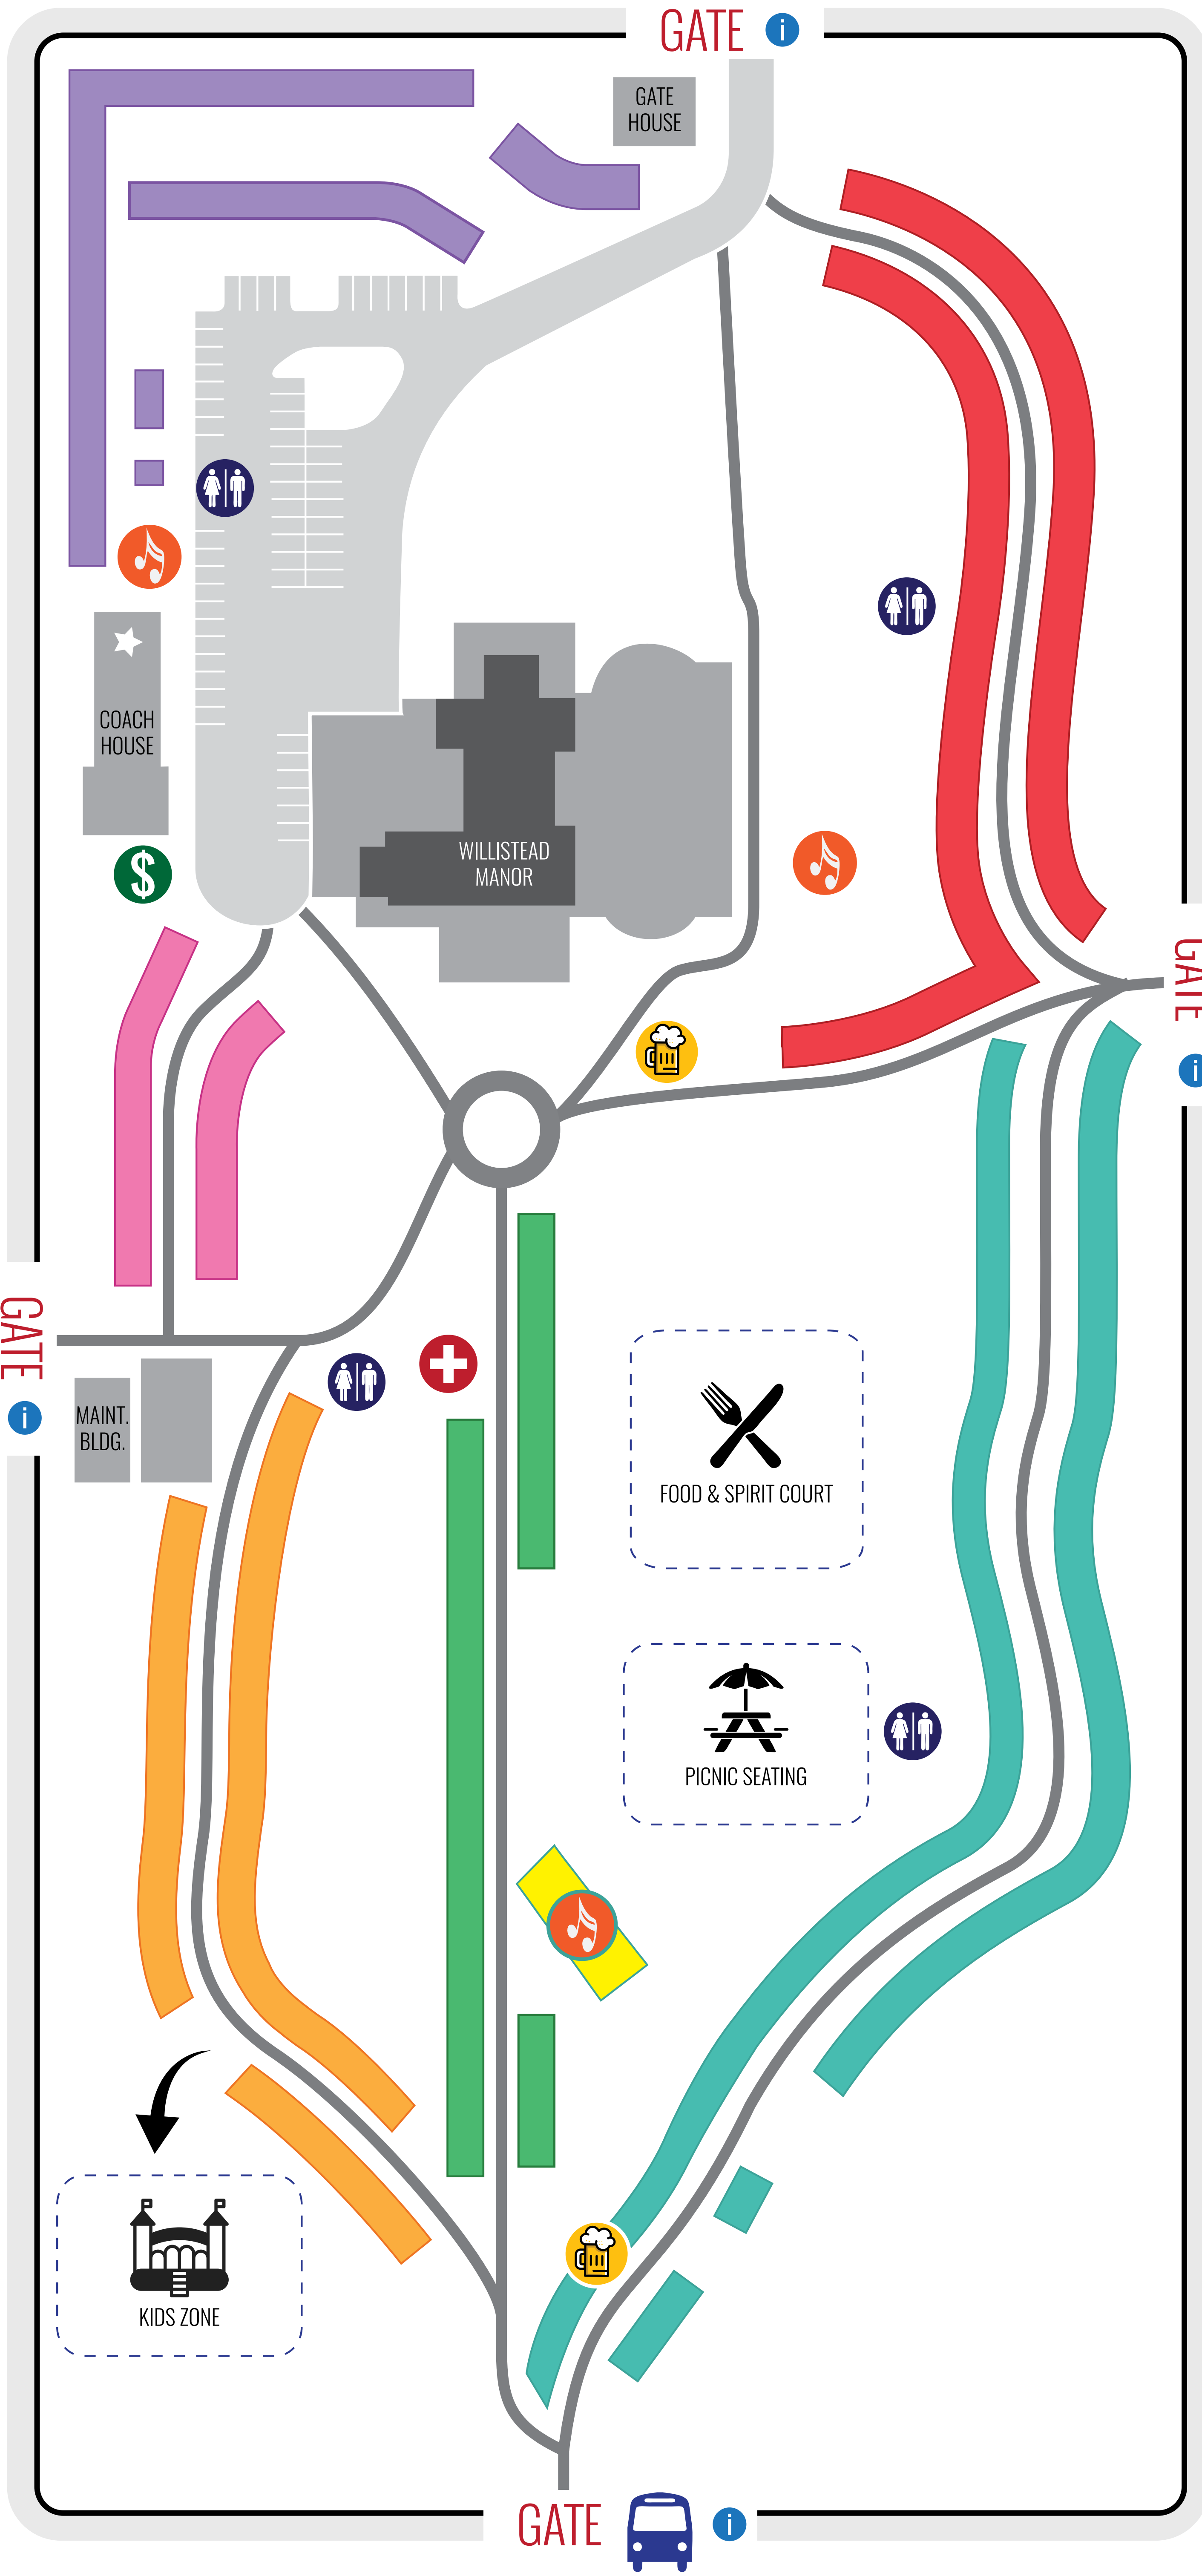 GATE i
GATE
HOUSE
COACH
HOUSE
$
WILLISTEAD
MANOR
GATE
i
GATE
i
MAINT.
BLDG.
FOOD & SPIRIT COURT
PICNIC SEATING
KIDS ZONE
GATE i